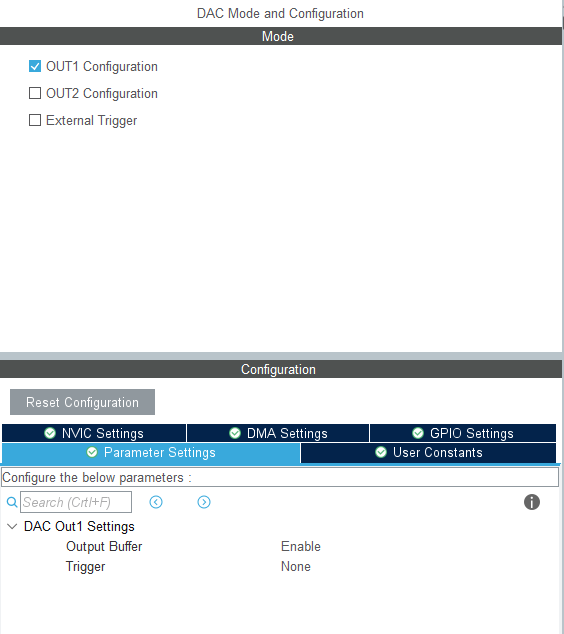 DAC Mode and Configuration
Mode
OUT1 Configuration
OUT2 Configuration
External Trigger
Configuration
Reset Configuration
NVIC Settings DMA Settings GPIO Settings
Parameter Settings User Constants
Configure the below parameters :
Search (Crtl+F)
DAC Out1 Settings
Output Buffer Enable
Trigger None